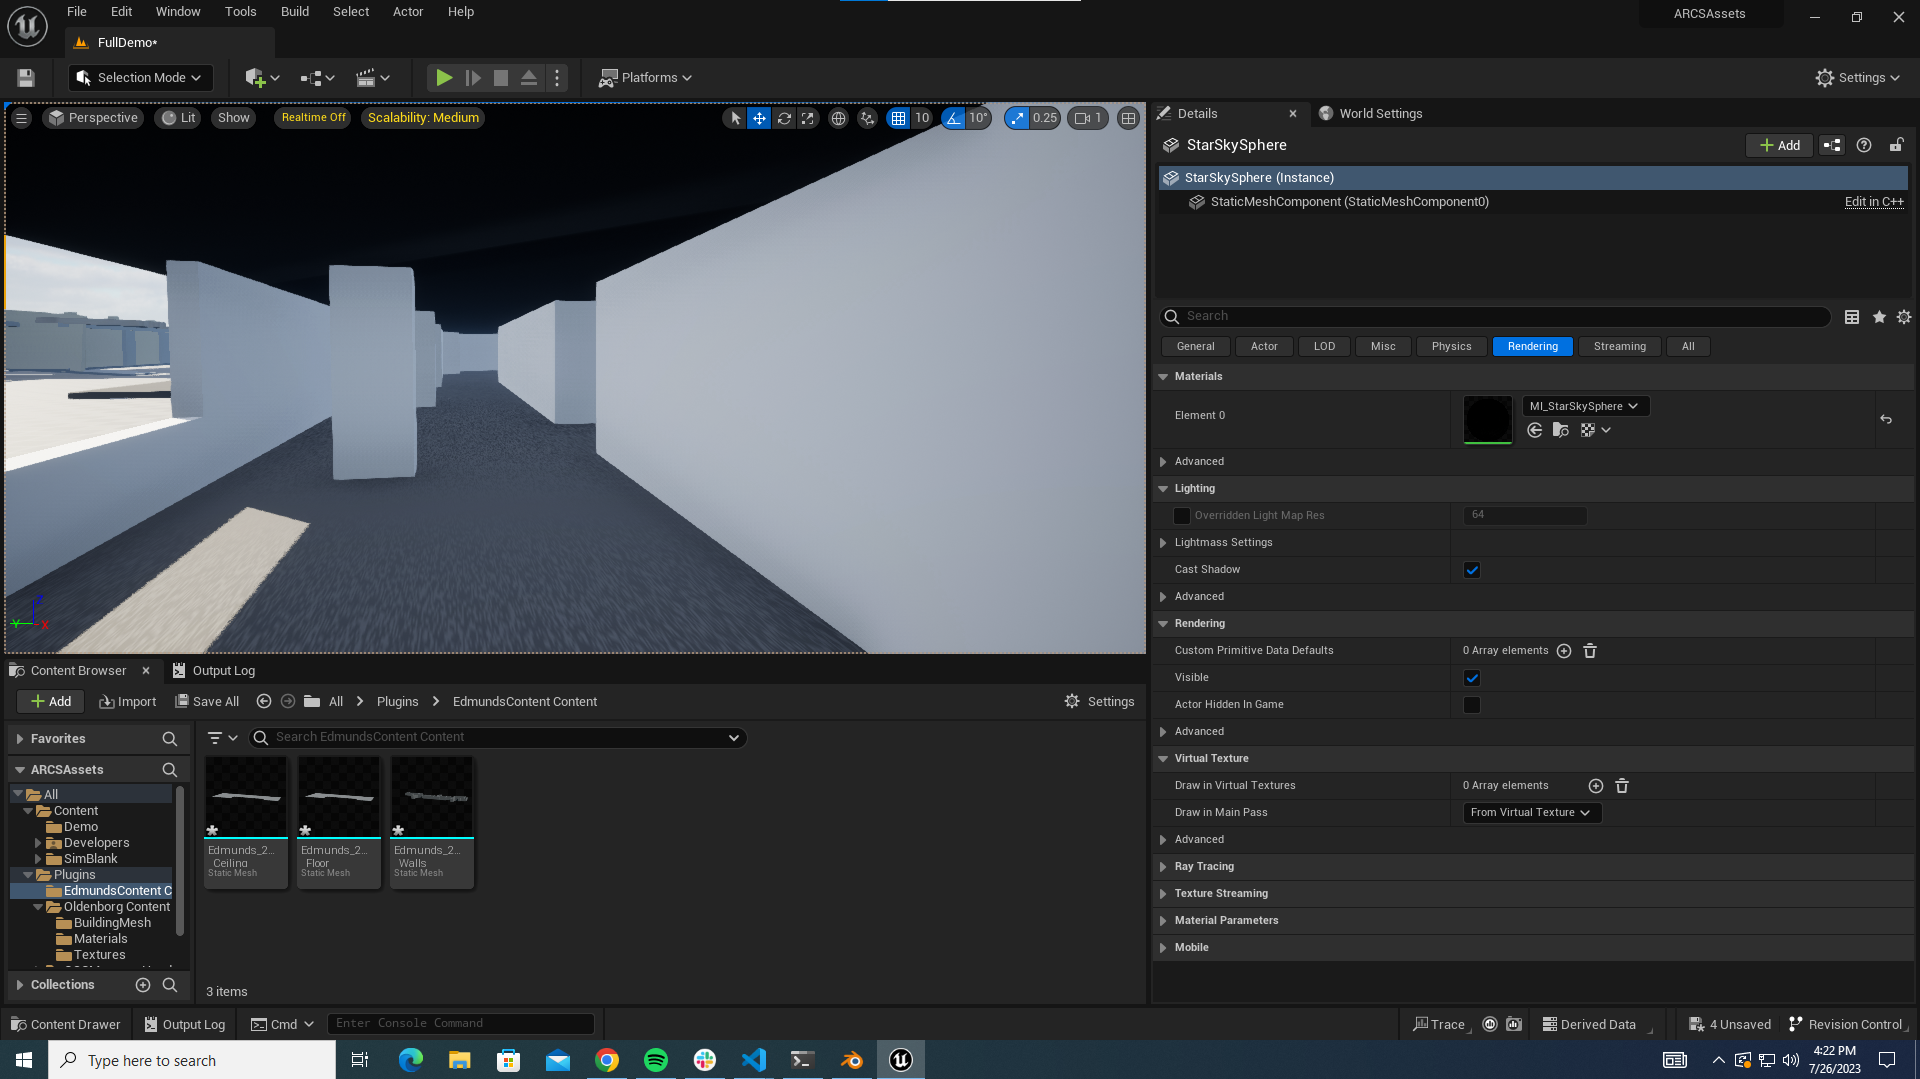 File Edit Window Tools Build Select Actor Help
ARCSAssets
FullDemo*
Selection Mode
Platforms
Settings
Perspective Lit Show Realtime Off Scalability: Medium
10 10° 0.25 1
Z
Y X
Details World Settings
StarSkySphere
Add
StarSkySphere (Instance)
StaticMeshComponent (StaticMeshComponent0) Edit in C++
Search
General Actor LOD Misc Physics Rendering Streaming All
Materials
Element 0 MI_StarSkySphere
Advanced
Lighting
Overridden Light Map Res 64
Lightmass Settings
Cast Shadow
Advanced
Rendering
Custom Primitive Data Defaults 0 Array elements
Visible
Actor Hidden In Game
Advanced
Virtual Texture
Draw in Virtual Textures 0 Array elements
Draw in Main Pass From Virtual Texture
Advanced
Ray Tracing
Texture Streaming
Material Parameters
Mobile
Content Browser Output Log
Add Import Save All All Plugins EdmundsContent Content Settings
Favorites
ARCSAssets
All
Content
Demo
Developers
SimBlank
Plugins
EdmundsContent C
Oldenborg Content
BuildingMesh
Materials
Textures
Collections
Search EdmundsContent Content
Edmunds_2...
_Ceiling
Static Mesh
Edmunds_2...
_Floor
Static Mesh
Edmunds_2...
_Walls
Static Mesh
3 items
Content Drawer Output Log Cmd Enter Console Command Trace Derived Data 4 Unsaved Revision Control
Type here to search
4:22 PM
7/26/2023